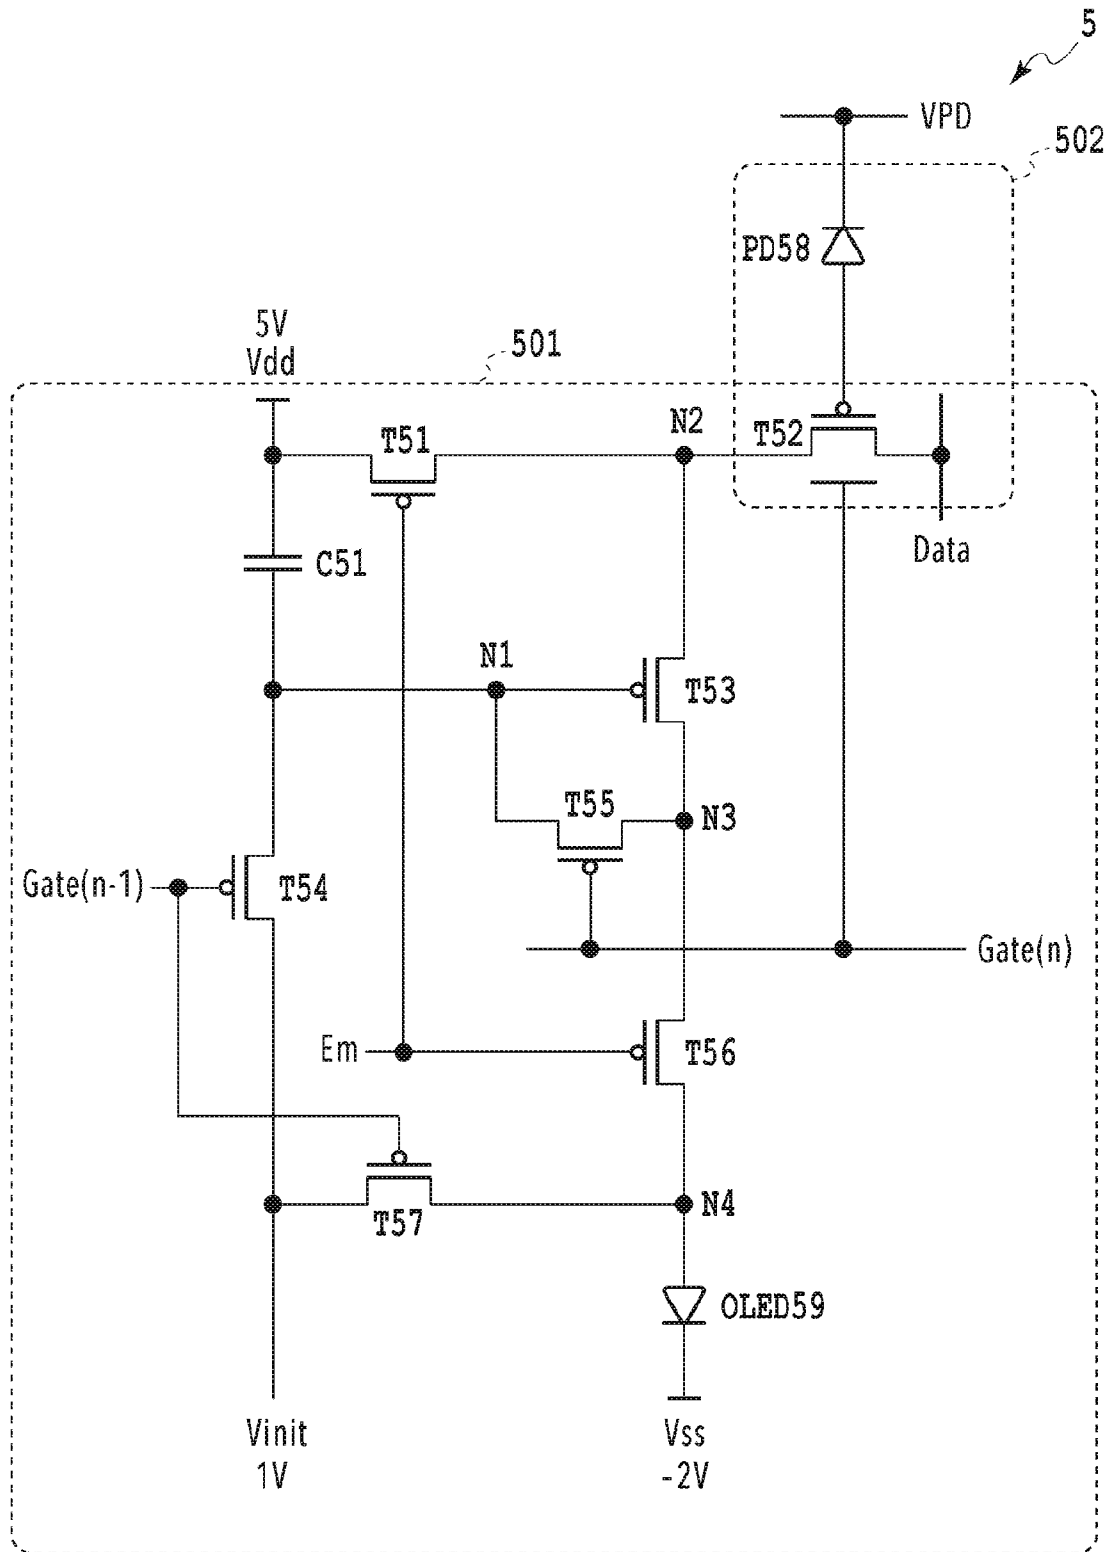 5
VPD
502
PD58
5V
Vdd
501
T51
N2
T52
C51
Data
N1
T53
T55
N3
Gate(n-1)
T54
Gate(n)
Em
T56
T57
N4
OLED59
Vinit
1V
Vss
-2V